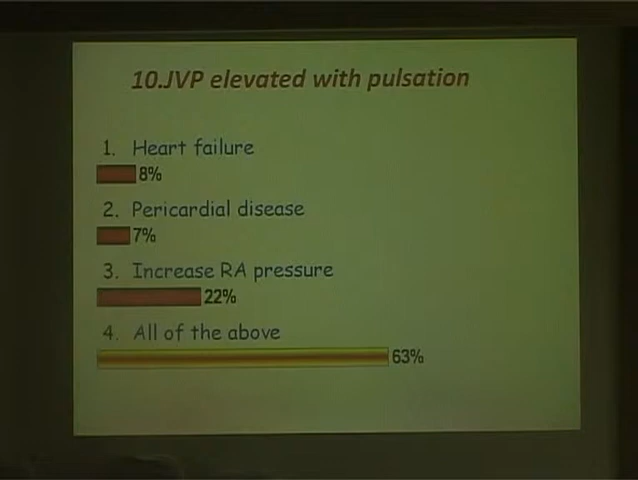 10.JVP elevated with pulsation
1. Heart failure
8%
2. Pericardial disease
7%
3. Increase RA pressure
22%
4. All of the above
63%